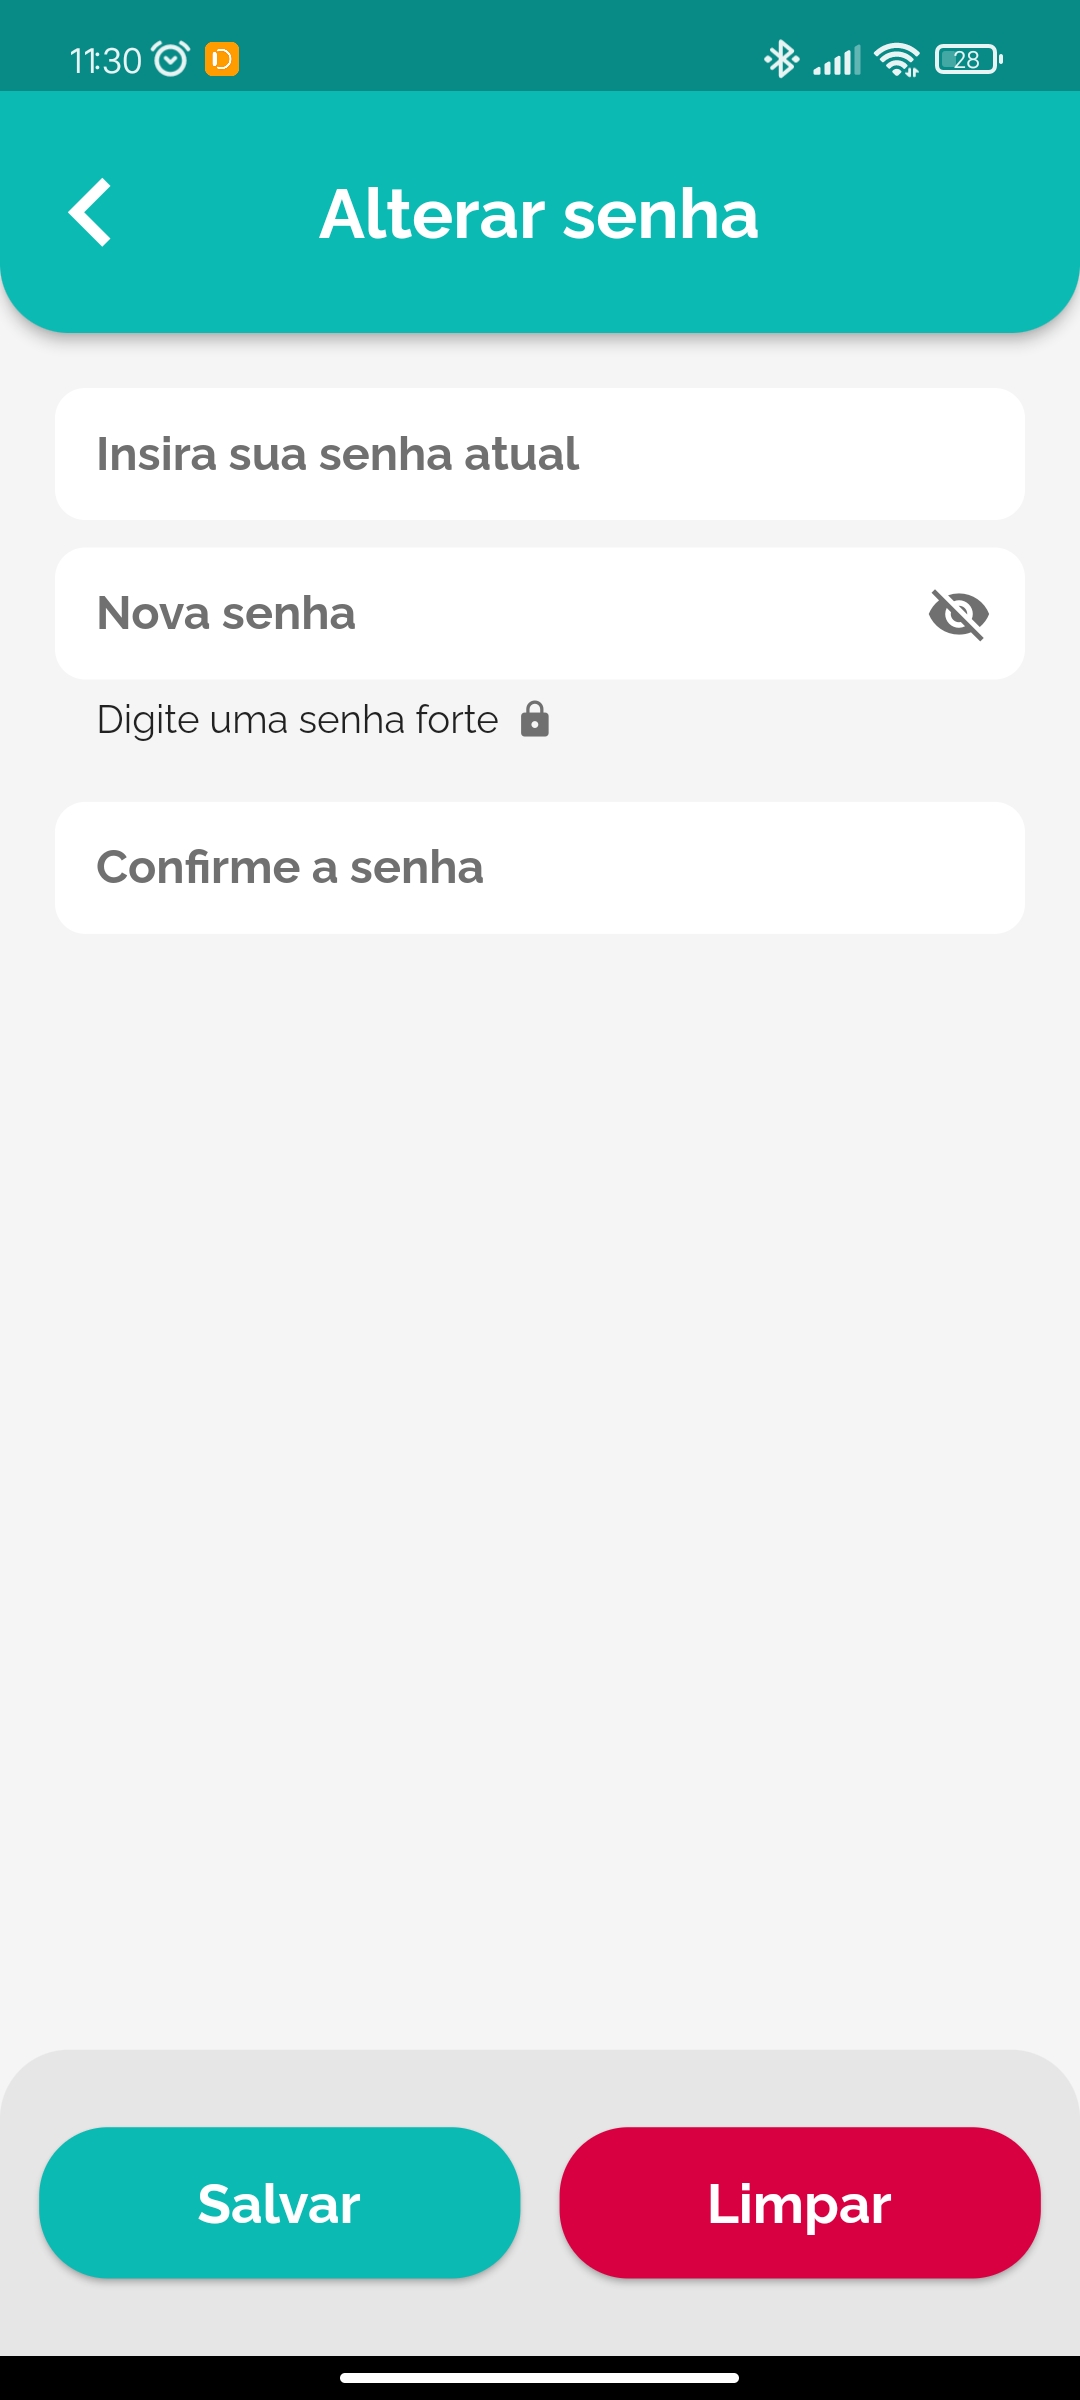 11:30
28
Alterar senha
Insira sua senha atual
Nova senha
Digite uma senha forte
Confirme a senha
Salvar
Limpar